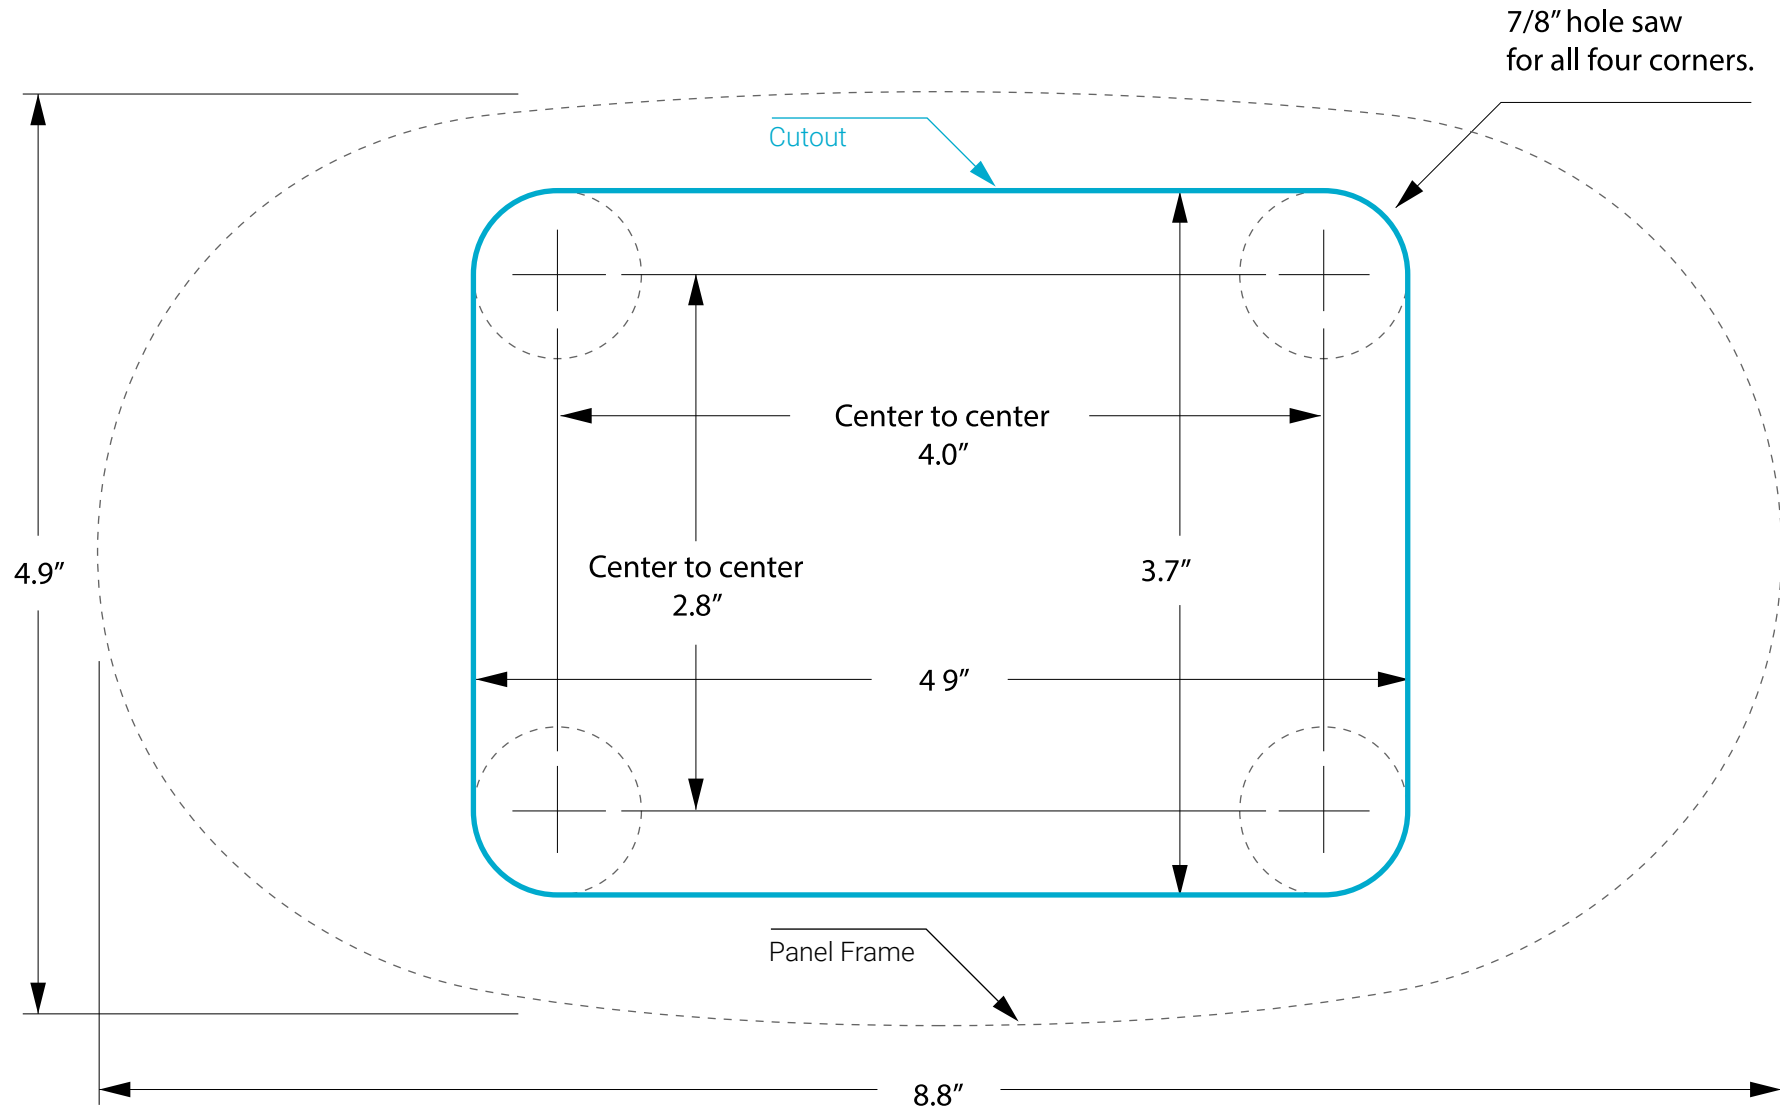 7/8” hole saw
for all four corners.
Cutout
Center to center
4.0”
Center to center
2.8”
4.9”
3.7”
4 9”
Panel Frame
8.8”